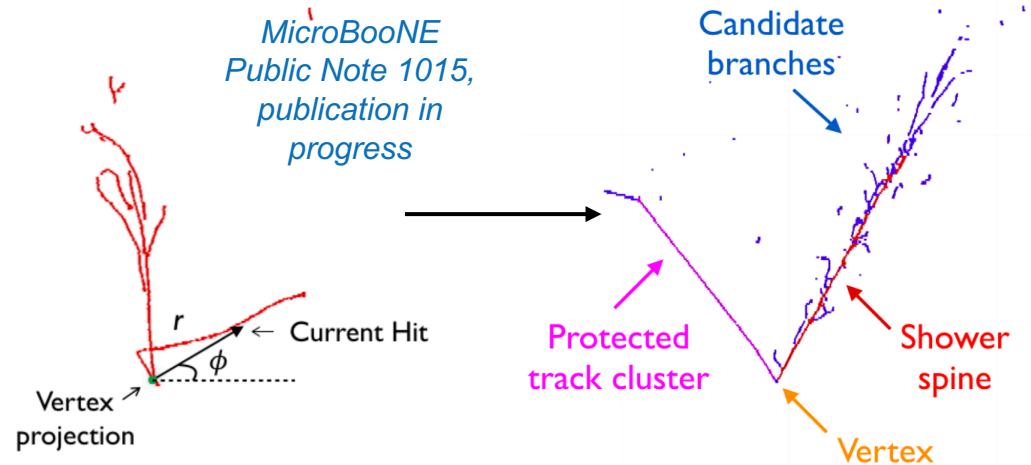 MicroBooNE
Public Note 1015,
publication in
progress
r
ϕ
Current Hit
Vertex
projection
Candidate
branches
Protected
track cluster
Shower
spine
Vertex